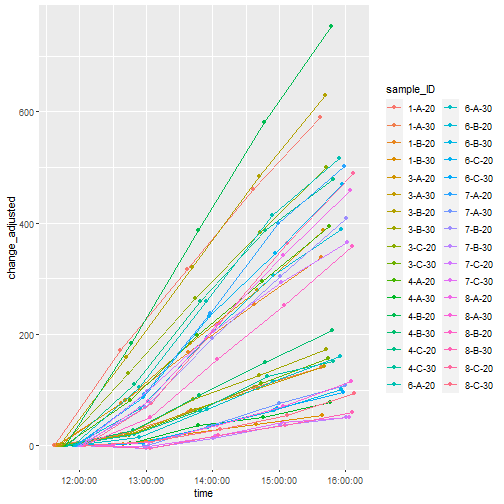 change_adjusted
600
400
200
0
12:00:00 13:00:00 14:00:00 15:00:00 16:00:00
time
sample_ID
1-A-20
1-A-30
1-B-20
1-B-30
3-A-20
3-A-30
3-B-20
3-B-30
3-C-20
3-C-30
4-A-20
4-A-30
4-B-20
4-B-30
4-C-20
4-C-30
6-A-20
6-A-30
6-B-20
6-B-30
6-C-20
6-C-30
7-A-20
7-A-30
7-B-20
7-B-30
7-C-20
7-C-30
8-A-20
8-A-30
8-B-20
8-B-30
8-C-20
8-C-30